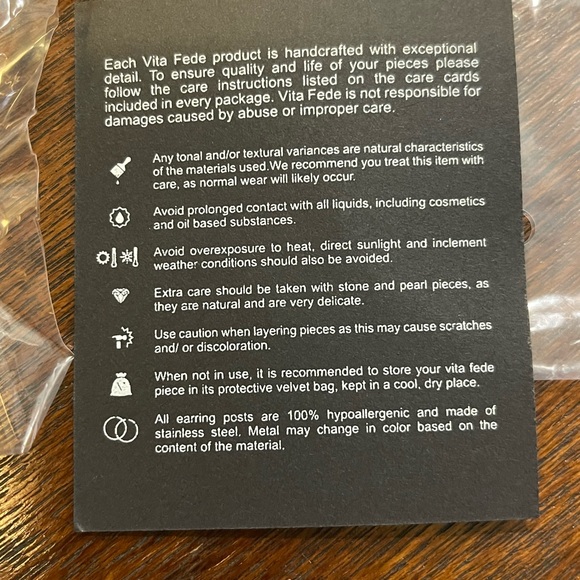 Each Vita Fede product is handcrafted with exceptional
detail. To ensure quality and life of your pieces please
follow the care instructions listed on the care cards
included in every package. Vita Fede is not responsible for
damages caused by abuse or improper care.
Any tonal and/or textural variances are natural characteristics
of the materials used.We recommend you treat this item with
care, as normal wear will likely occur.
Avoid prolonged contact with all liquids, including cosmetics
and oil based substances.
Avoid overexposure to heat, direct sunlight and inclement
weather conditions should also be avoided.
Extra care should be taken with stone and pearl pieces, as
they are natural and are very delicate.
Use caution when layering pieces as this may cause scratches
and/ or discoloration.
When not in use, it is recommended to store your vita fede
piece in its protective velvet bag, kept in a cool, dry place.
All earring posts are 100% hypoallergenic and made of
stainless steel. Metal may change in color based on the
content of the material.